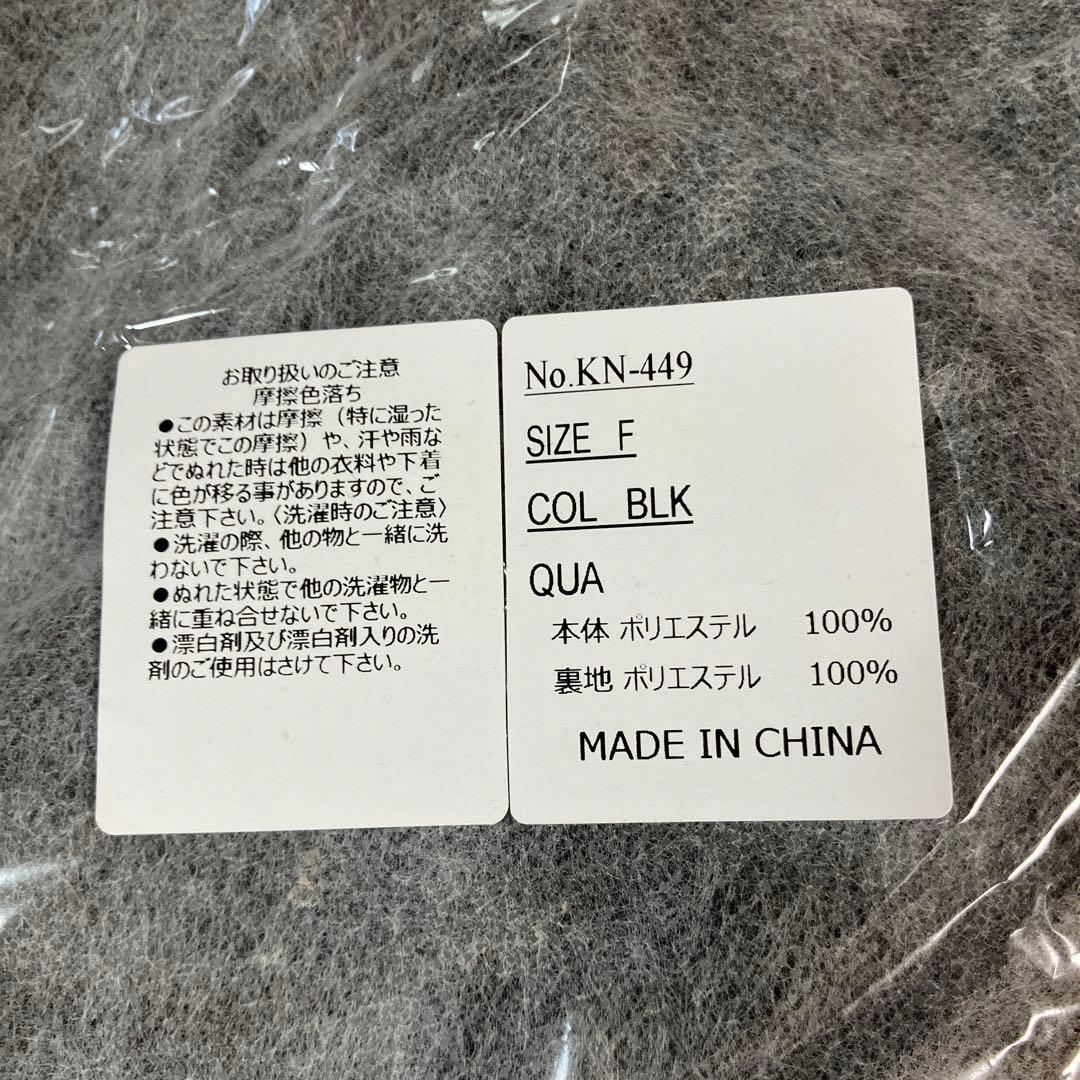 お取り扱いのご注意
摩擦色落ち
●この素材は摩擦（特に湿った
状態でこの摩擦）や、汗や雨な
どでぬれた時は他の衣料や下着
に色が移る事がありますので、ご
注意下さい。〈洗濯時のご注意〉
●洗濯の際、他の物と一緒に洗
わないで下さい。
●ぬれた状態で他の洗濯物と一
緒に重ね合せないで下さい。
●漂白剤及び漂白剤入りの洗
剤のご使用はさけて下さい。
No.KN-449
SIZE F
COL BLK
QUA
本体 ポリエステル 100%
裏地 ポリエステル 100%
MADE IN CHINA